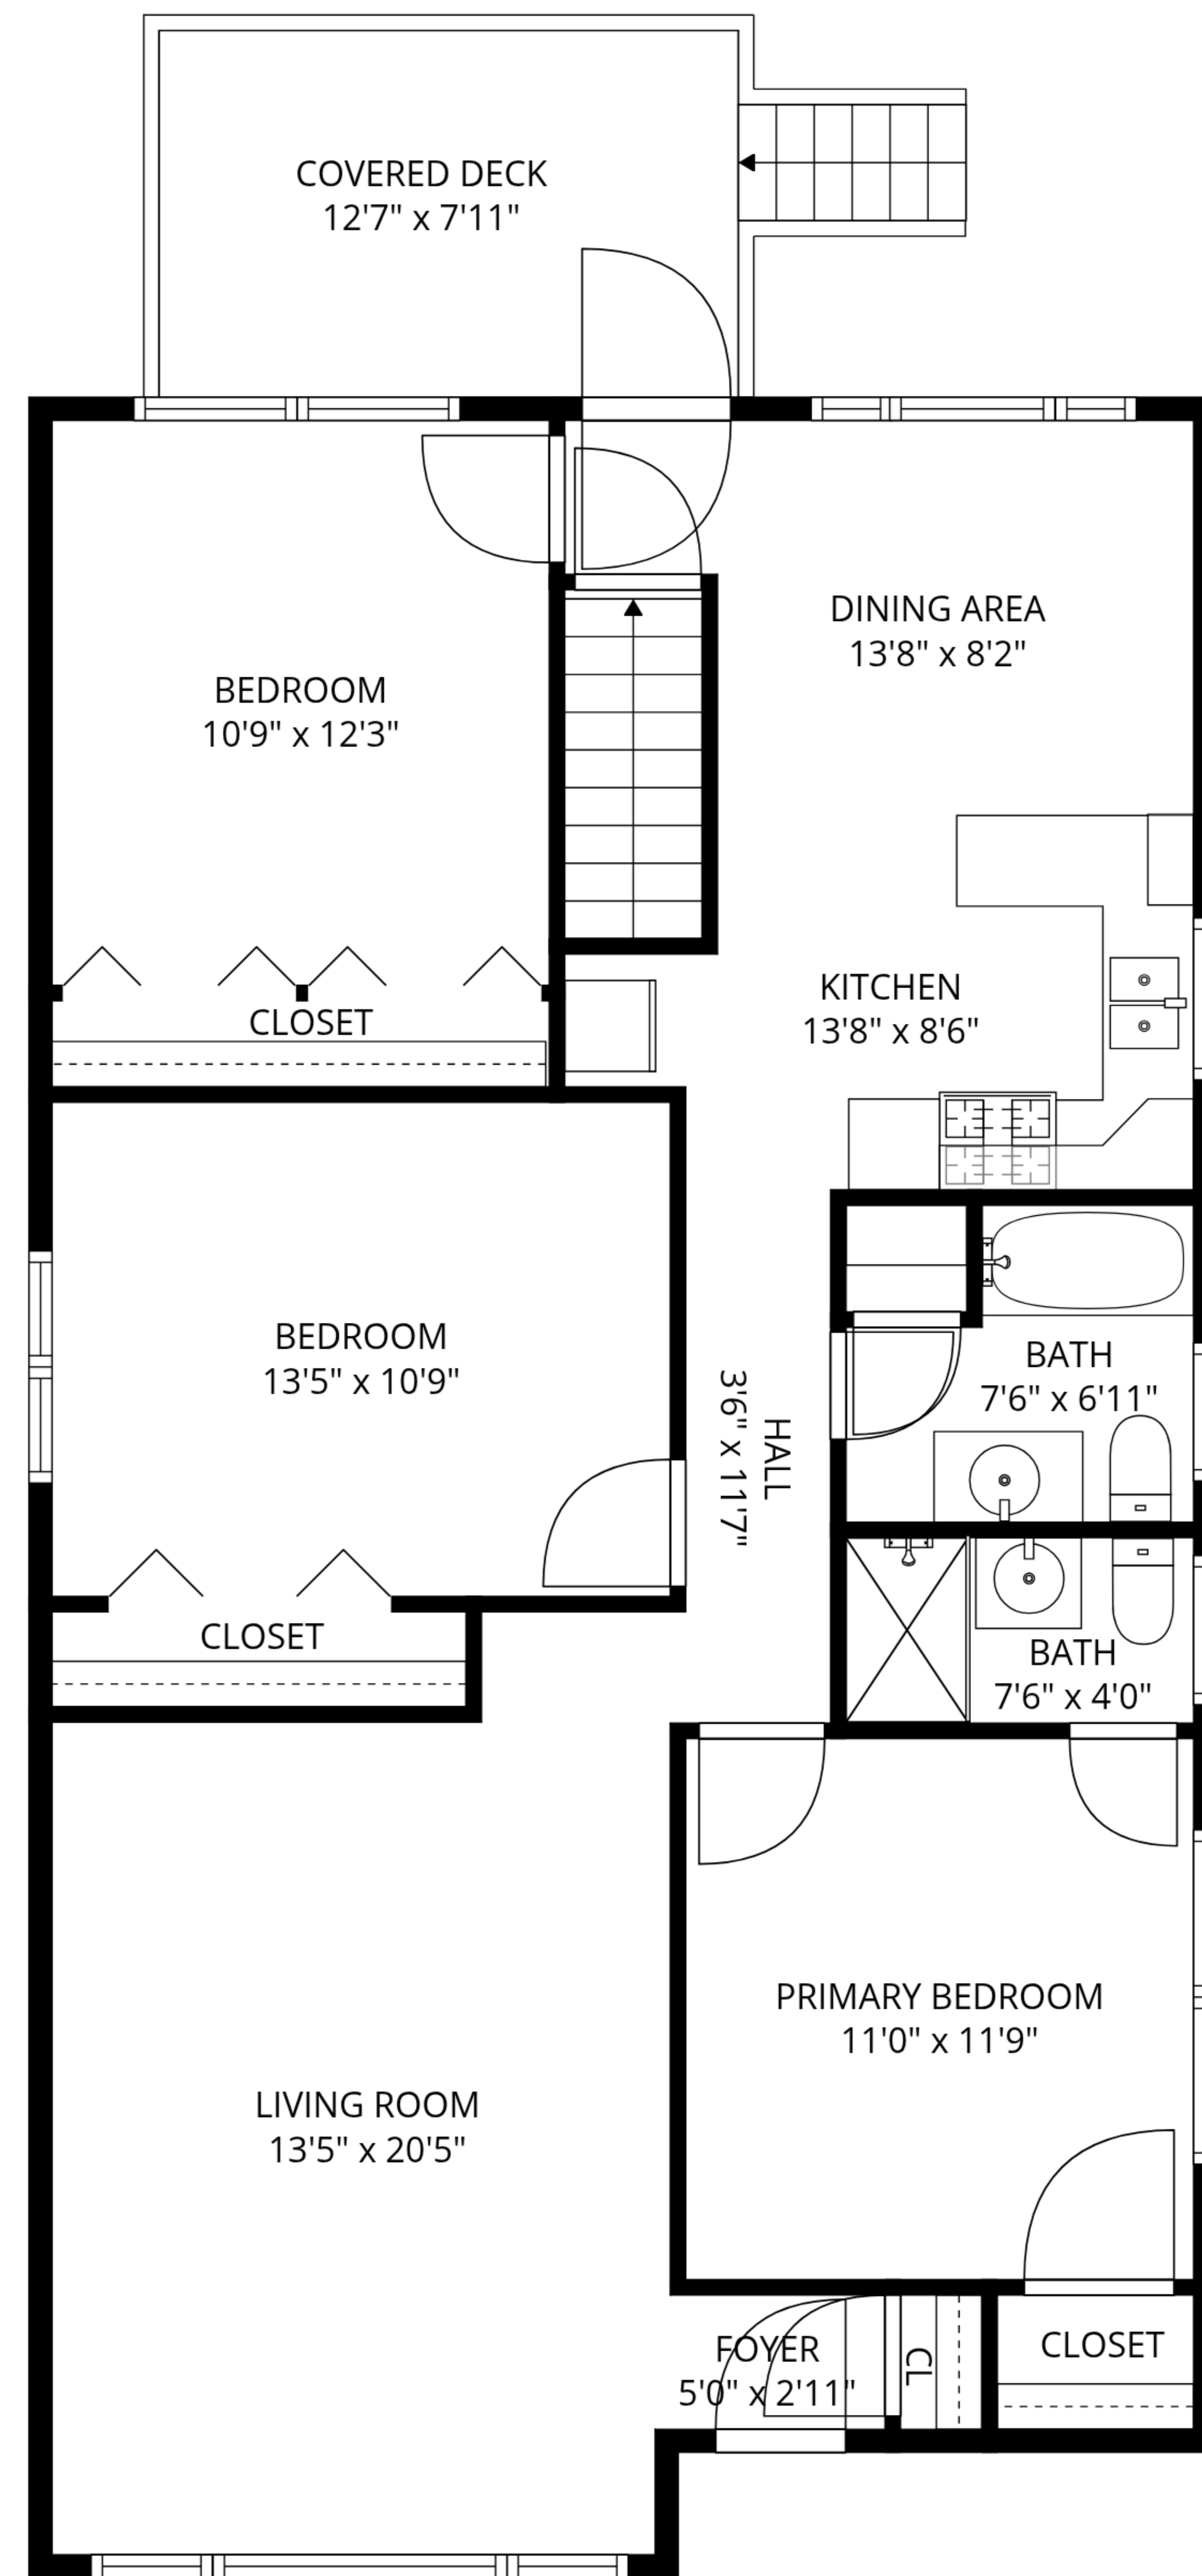 COVERED DECK
12'7" x 7'11"
DINING AREA
13'8" x 8'2"
BEDROOM
10'9" x 12'3"
KITCHEN
13'8" x 8'6"
CLOSET
BEDROOM
13'5" x 10'9"
BATH
7'6" x 6'11"
HALL
3'6" x 11'7"
CLOSET
BATH
7'6" x 4'0"
PRIMARY BEDROOM
11'0" x 11'9"
LIVING ROOM
13'5" x 20'5"
FOYER
5'0" x 2'11"
CL
CLOSET